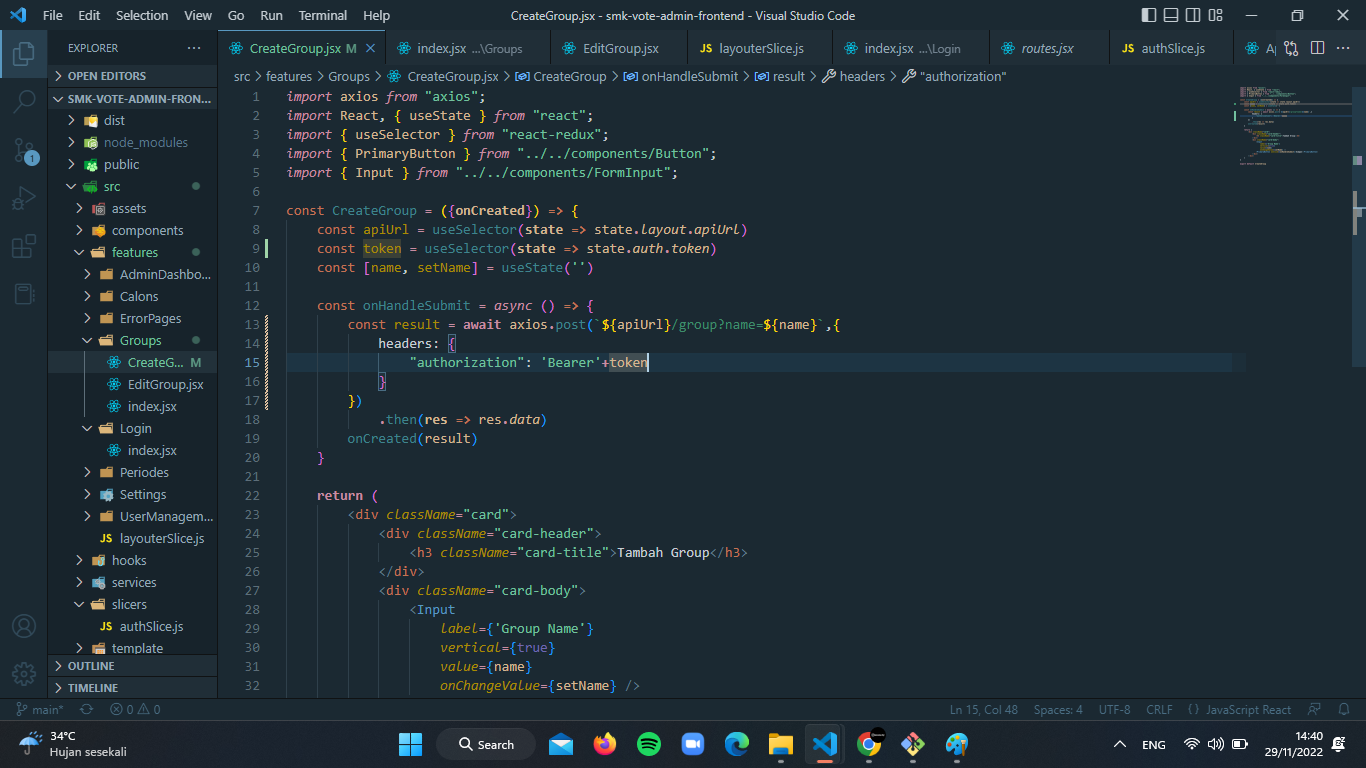 File Edit Selection View Go Run Terminal Help
CreateGroup.jsx - smk-vote-admin-frontend - Visual Studio Code
EXPLORER ···
CreateGroup.jsx M
index.jsx ...\Groups
EditGroup.jsx
JS layouterSlice.js
index.jsx ...\Login
routes.jsx
JS authSlice.js
src > features > Groups > CreateGroup.jsx > CreateGroup > onHandleSubmit > result > headers > "authorization"
OPEN EDITORS
SMK-VOTE-ADMIN-FRON...
dist
node_modules
public
src
assets
components
features
AdminDashbo...
Calons
ErrorPages
Groups
CreateG... M
EditGroup.jsx
index.jsx
Login
index.jsx
Periodes
Settings
UserManagem...
JS layouterSlice.js
hooks
services
slicers
JS authSlice.js
template
OUTLINE
TIMELINE
1
1 import axios from "axios";
2 import React, { useState } from "react";
3 import { useSelector } from "react-redux";
4 import { PrimaryButton } from "../../components/Button";
5 import { Input } from "../../components/FormInput";
6
7 const CreateGroup = ({onCreated}) => {
8 const apiUrl = useSelector(state => state.layout.apiUrl)
9 const token = useSelector(state => state.auth.token)
10 const [name, setName] = useState('')
11
12 const onHandleSubmit = async () => {
13 const result = await axios.post(`${apiUrl}/group?name=${name}`,{
14 headers: {
15 "authorization": 'Bearer'+token
16 }
17 })
18 .then(res => res.data)
19 onCreated(result)
20 }
21
22 return (
23 <div className="card">
24 <div className="card-header">
25 <h3 className="card-title">Tambah Group</h3>
26 </div>
27 <div className="card-body">
28 <Input
29 label={'Group Name'}
30 vertical={true}
31 value={name}
32 onChangeValue={setName} />
main* 0 0 Ln 15, Col 48 Spaces: 4 UTF-8 CRLF {} JavaScript React
34°C
Hujan sesekali
Search
ENG
14:40
29/11/2022